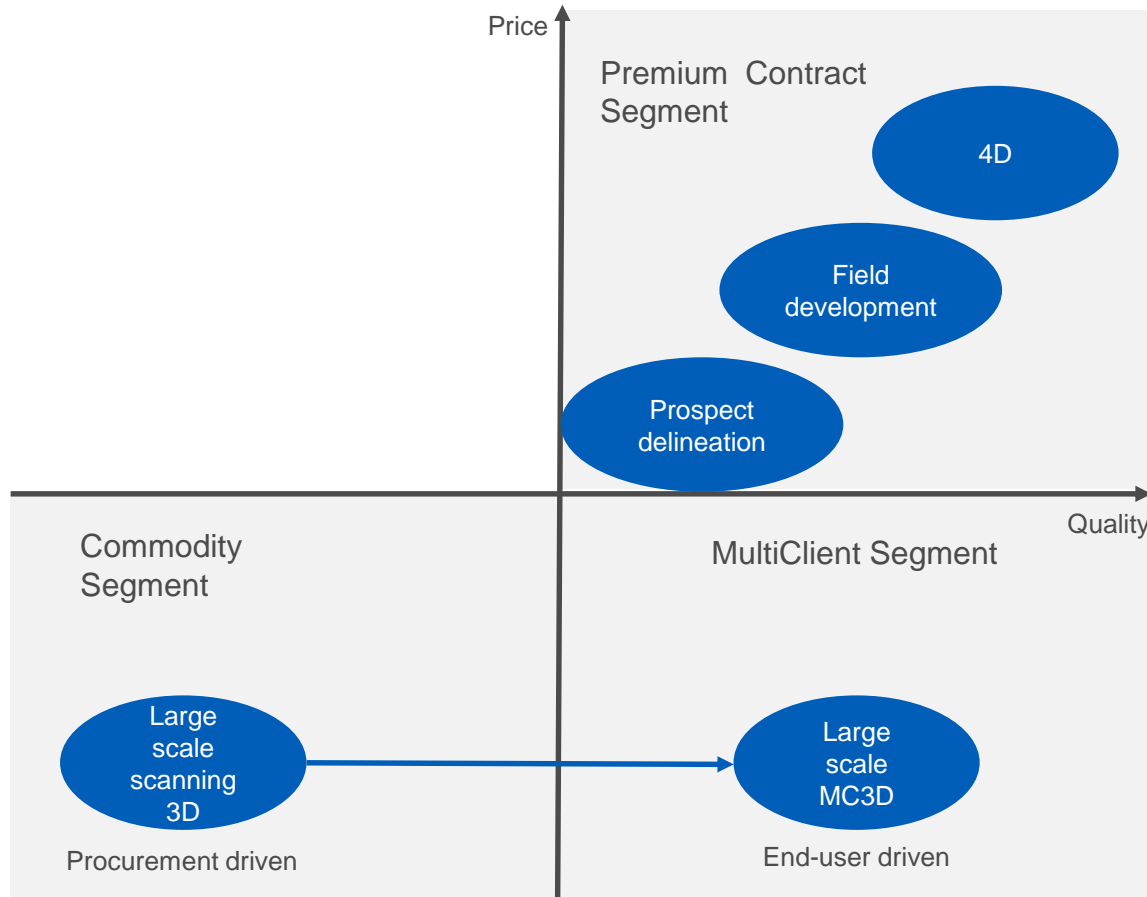 Price
Premium Contract
Segment
4D
Field
development
Prospect
delineation
Quality
Commodity
Segment
MultiClient Segment
Large
scale
scanning
3D
Large
scale
MC3D
Procurement driven
End-user driven